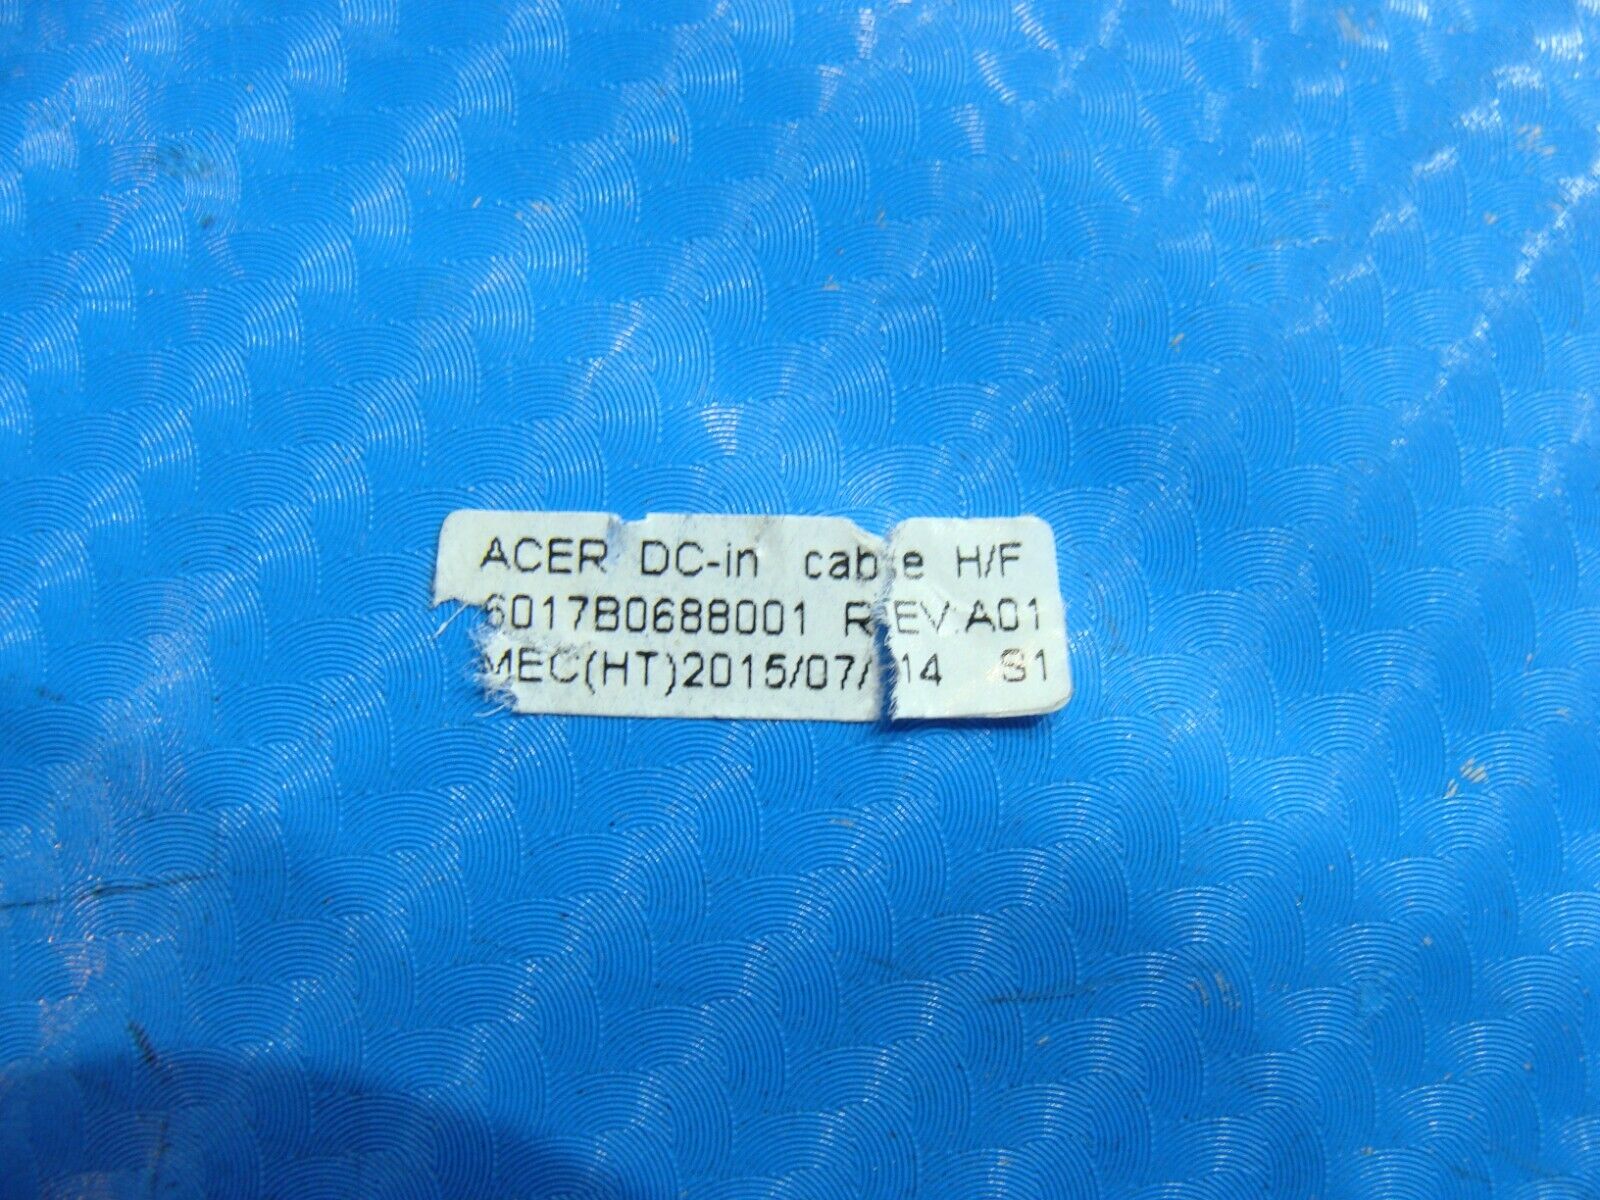 ACER DC-in cable H/F
6017B0688001 REV:A01
MEC(HT)2015/07/14 S1